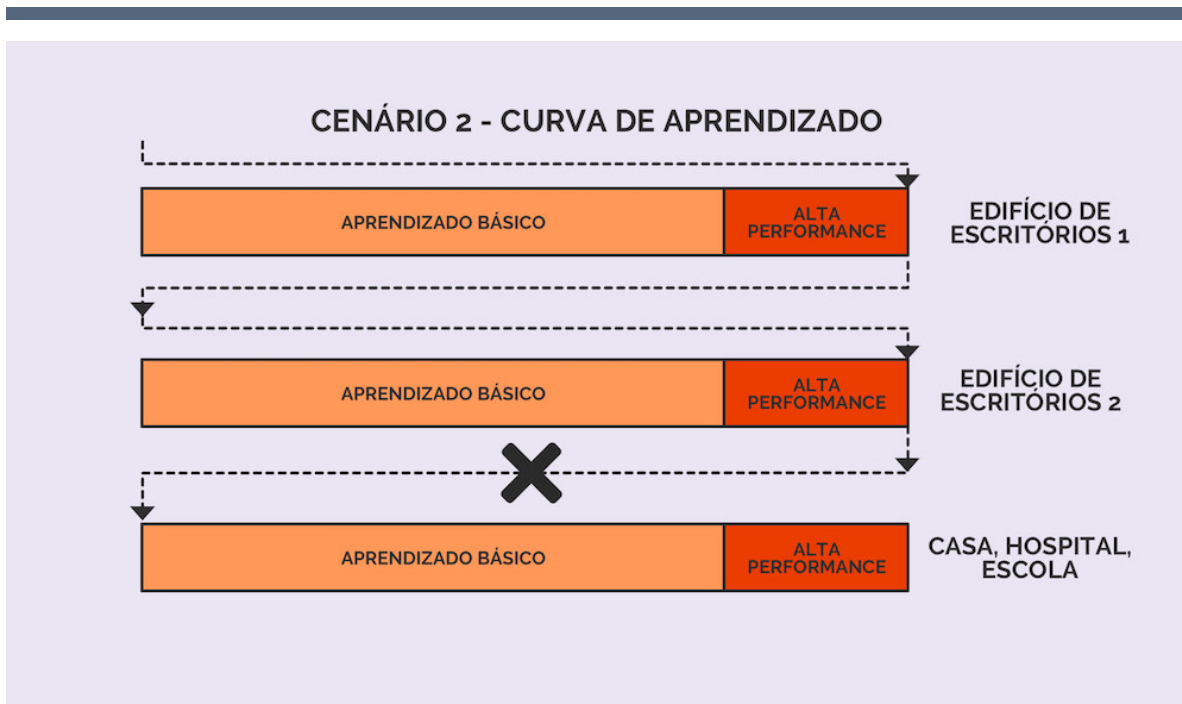 CENÁRIO 2 - CURVA DE APRENDIZADO
APRENDIZADO BÁSICO
ALTA
PERFORMANCE
EDIFÍCIO DE
ESCRITÓRIOS 1
APRENDIZADO BÁSICO
ALTA
PERFORMANCE
EDIFÍCIO DE
ESCRITÓRIOS 2
APRENDIZADO BÁSICO
ALTA
PERFORMANCE
CASA, HOSPITAL,
ESCOLA